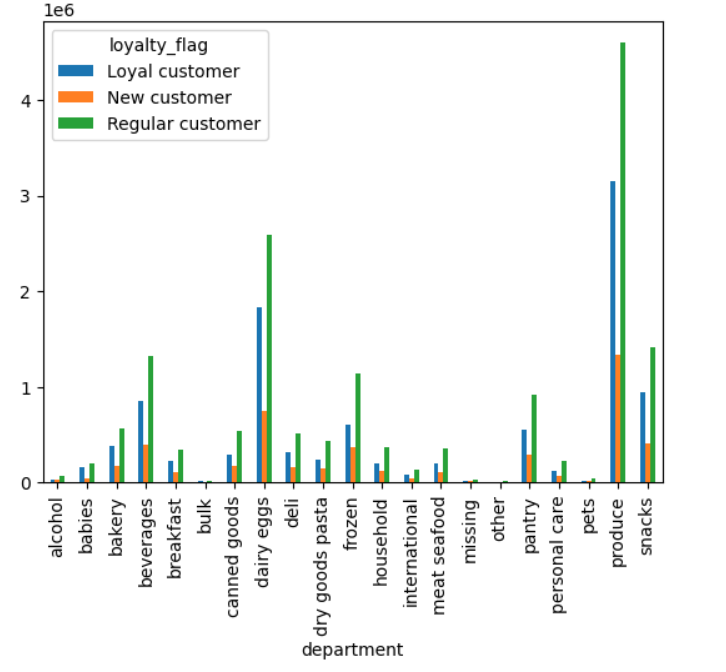 1e6
loyalty_flag
Loyal customer
New customer
Regular customer
4
3
2
1
0
alcohol
babies
bakery
beverages
breakfast
bulk
canned goods
dairy eggs
deli
dry goods pasta
frozen
household
international
meat seafood
missing
other
pantry
personal care
pets
produce
snacks
department